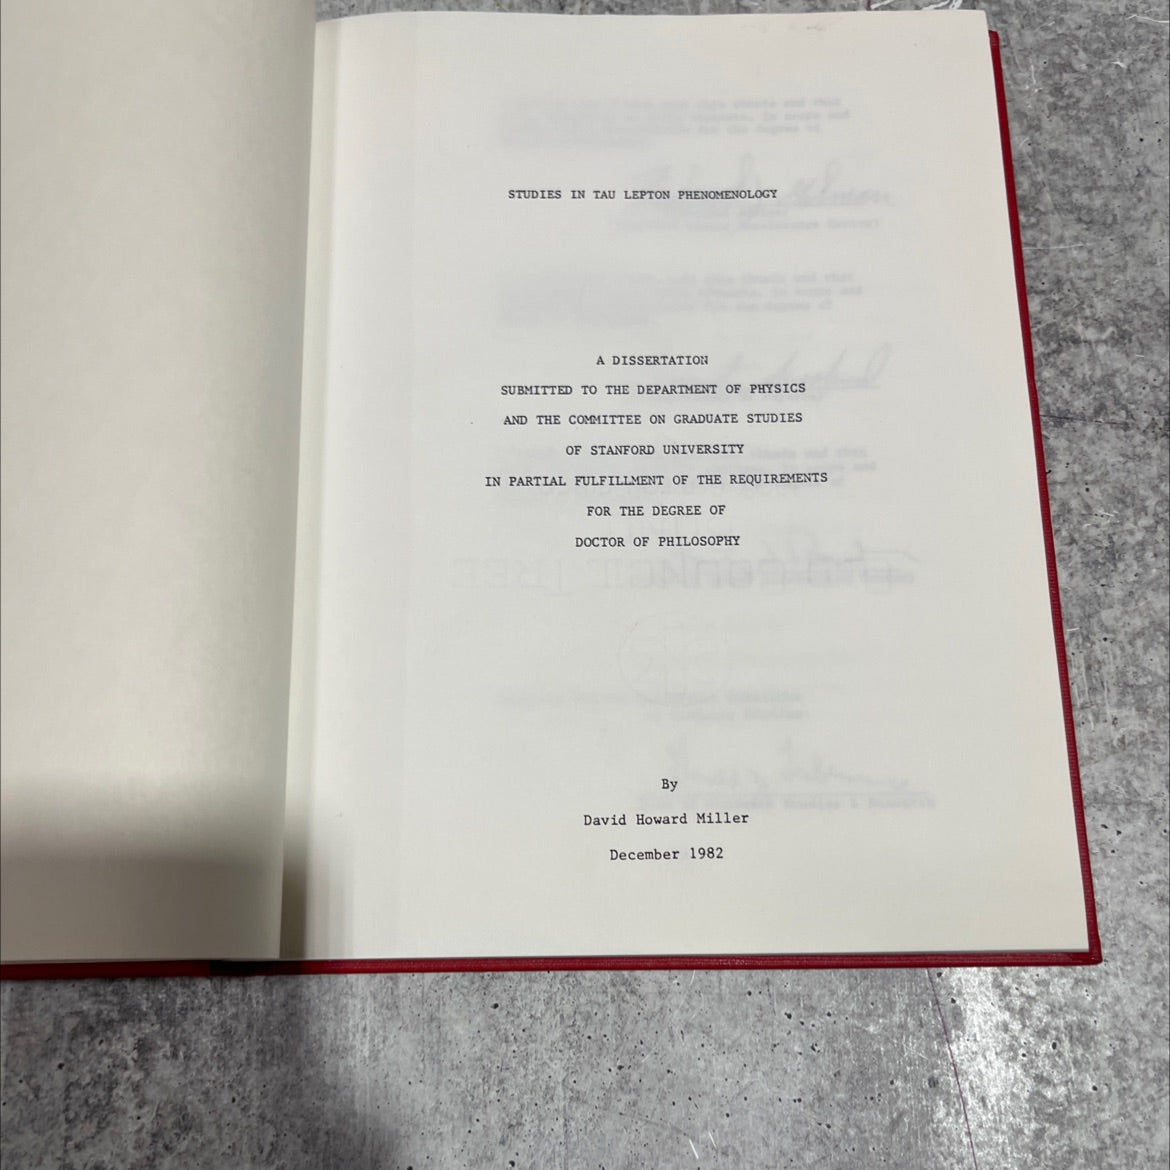 STUDIES IN TAU LEPTON PHENOMENOLOGY
A DISSERTATION
SUBMITTED TO THE DEPARTMENT OF PHYSICS
AND THE COMMITTEE ON GRADUATE STUDIES
OF STANFORD UNIVERSITY
IN PARTIAL FULFILLMENT OF THE REQUIREMENTS
FOR THE DEGREE OF
DOCTOR OF PHILOSOPHY
By
David Howard Miller
December 1982